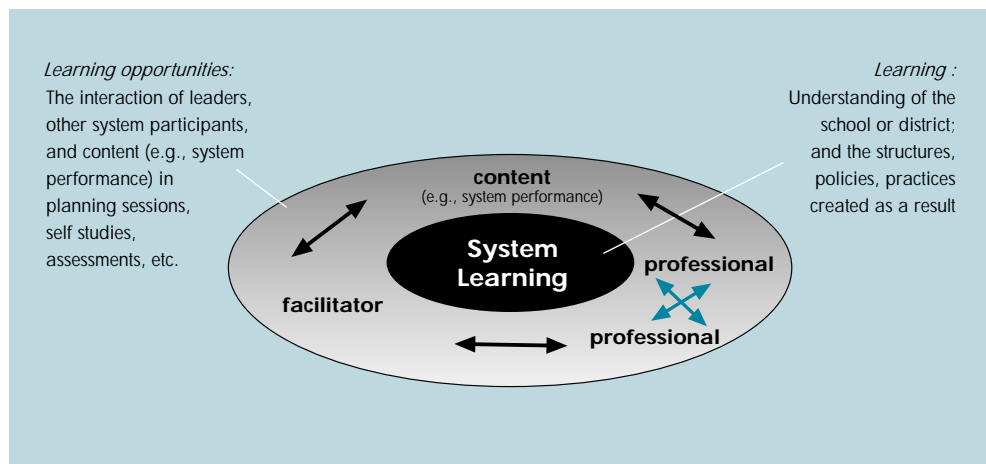 Learning opportunities:
The interaction of leaders,
other system participants,
and content (e.g., system
performance) in
planning sessions,
self studies,
assessments, etc.
Learning :
Understanding of the
school or district;
and the structures,
policies, practices
created as a result
content
(e.g., system performance)
System
Learning
professional
facilitator
professional